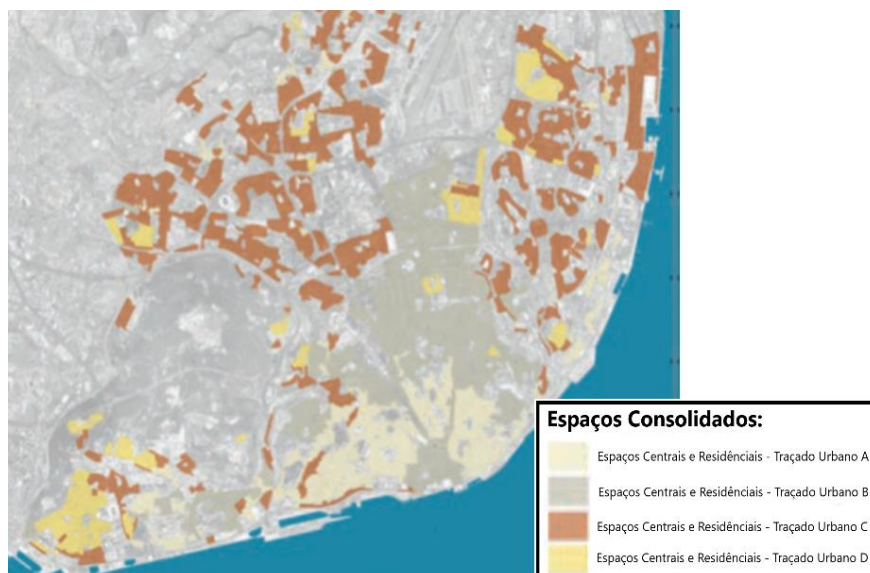 Espaços Consolidados:
Espaços Centrais e Residênciais - Traçado Urbano A
Espaços Centrais e Residênciais - Traçado Urbano B
Espaços Centrais e Residênciais - Traçado Urbano C
Espaços Centrais e Residênciais - Traçado Urbano D